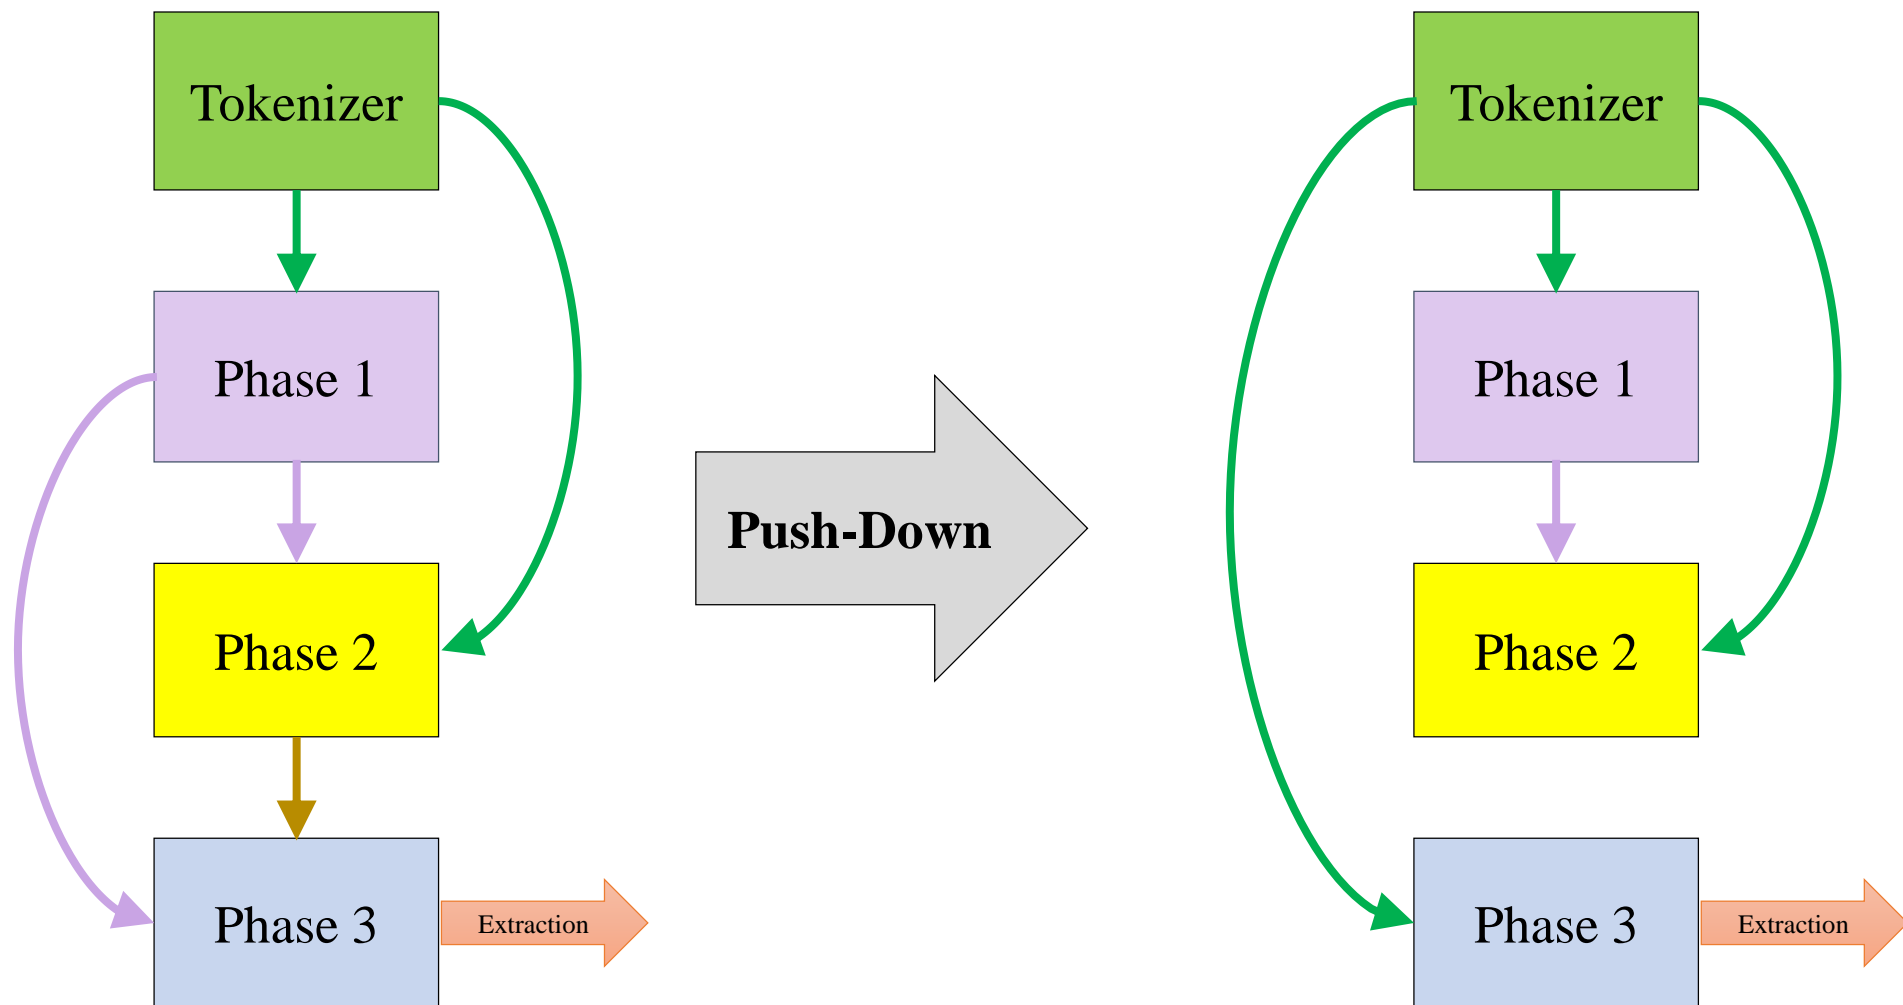 Tokenizer
Phase 1
Phase 2
Phase 3
Extraction
Push-Down
Tokenizer
Phase 1
Phase 2
Phase 3
Extraction